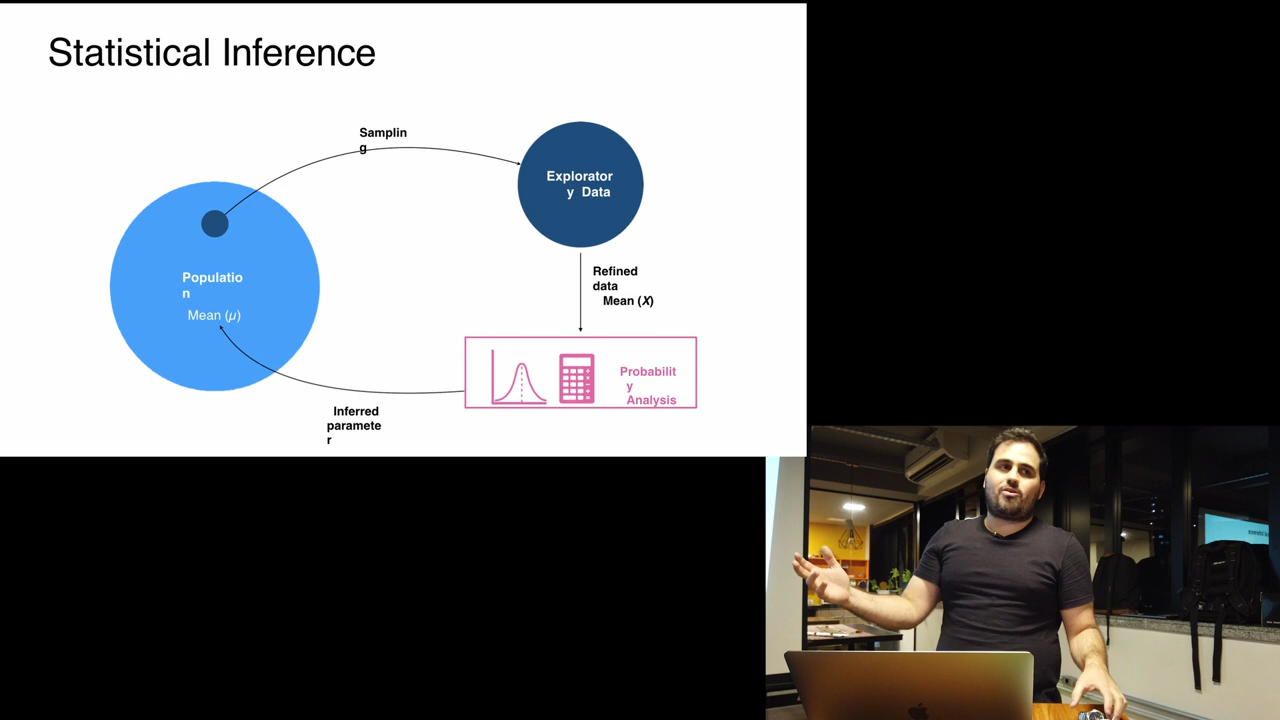 Statistical Inference
Samplin
g
Explorator
y Data
Populatio
n
Mean (μ)
Refined
data
Mean (X)
Probabilit
y
Analysis
Inferred
paramete
r